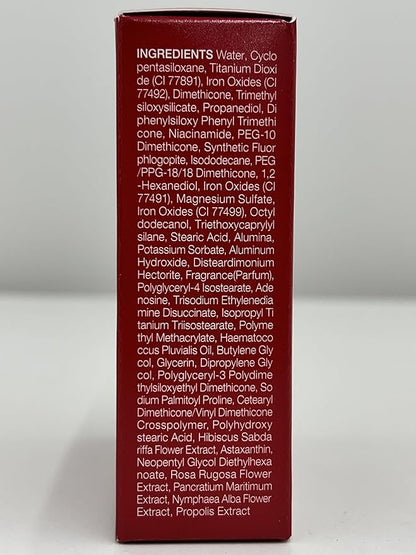 INGREDIENTS Water, Cyclo
pentasiloxane, Titanium Dioxi
de (CI 77891), Iron Oxides (CI
77492), Dimethicone, Trimethyl
siloxysilicate, Propanediol, Di
phenylsiloxy Phenyl Trimethi
cone, Niacinamide, PEG-10
Dimethicone, Synthetic Fluor
phlogopite, Isododecane, PEG
/PPG-18/18 Dimethicone, 1,2
-Hexanediol, Iron Oxides (CI
77491), Magnesium Sulfate,
Iron Oxides (CI 77499), Octyl
dodecanol, Triethoxycaprylyl
silane, Stearic Acid, Alumina,
Potassium Sorbate, Aluminum
Hydroxide, Disteardimonium
Hectorite, Fragrance(Parfum),
Polyglyceryl-4 Isostearate, Ade
nosine, Trisodium Ethylenedia
mine Disuccinate, Isopropyl Ti
tanium Triisostearate, Polyme
thyl Methacrylate, Haematoco
ccus Pluvialis Oil, Butylene Gly
col, Glycerin, Dipropylene Gly
col, Polyglyceryl-3 Polydime
thylsiloxyethyl Dimethicone, So
dium Palmitoyl Proline, Cetearyl
Dimethicone/Vinyl Dimethicone
Crosspolymer, Polyhydroxy
stearic Acid, Hibiscus Sabda
riffa Flower Extract, Astaxanthin,
Neopentyl Glycol Diethylhexa
noate, Rosa Rugosa Flower
Extract, Pancratium Maritimum
Extract, Nymphaea Alba Flower
Extract, Propolis Extract